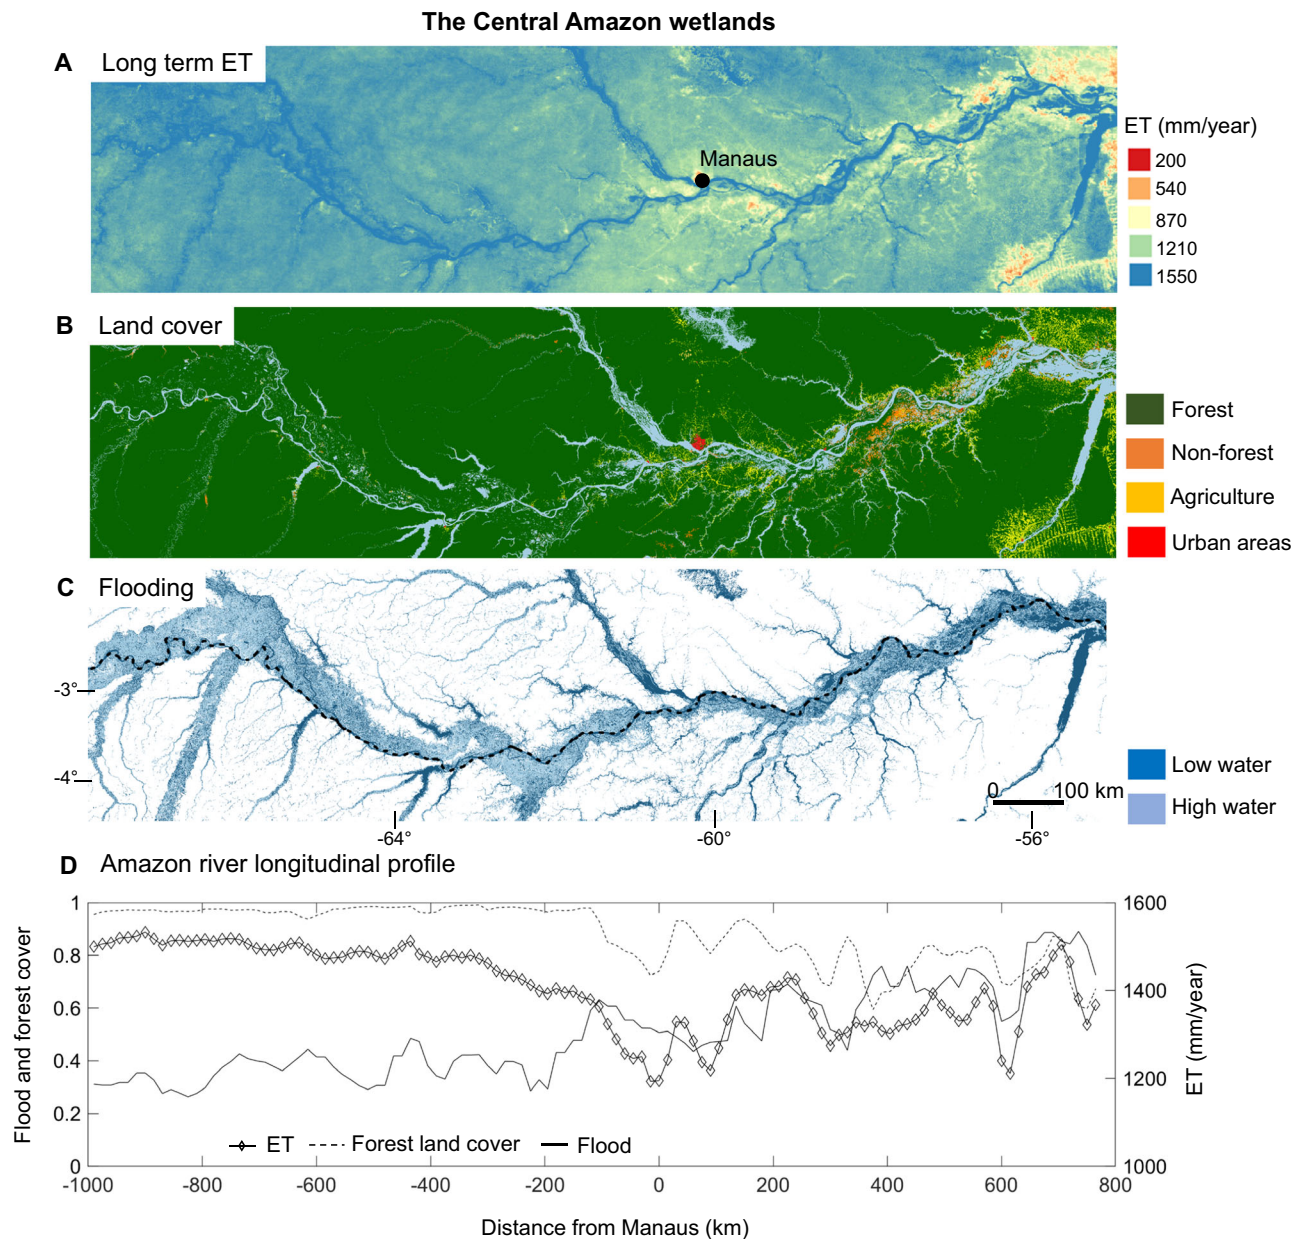 The Central Amazon wetlands
A Long term ET
Manaus
ET (mm/year)
200
540
870
1210
1550
B Land cover
Forest
Non-forest
Agriculture
Urban areas
C Flooding
-3°
-4°
0 100 km
-64° -60° -56°
Low water
High water
D Amazon river longitudinal profile
Flood and forest cover
1
0.8
0.6
0.4
0.2
0
1600
1400
1200
1000
ET (mm/year)
ET Forest land cover Flood
-1000 -800 -600 -400 -200 0 200 400 600 800
Distance from Manaus (km)